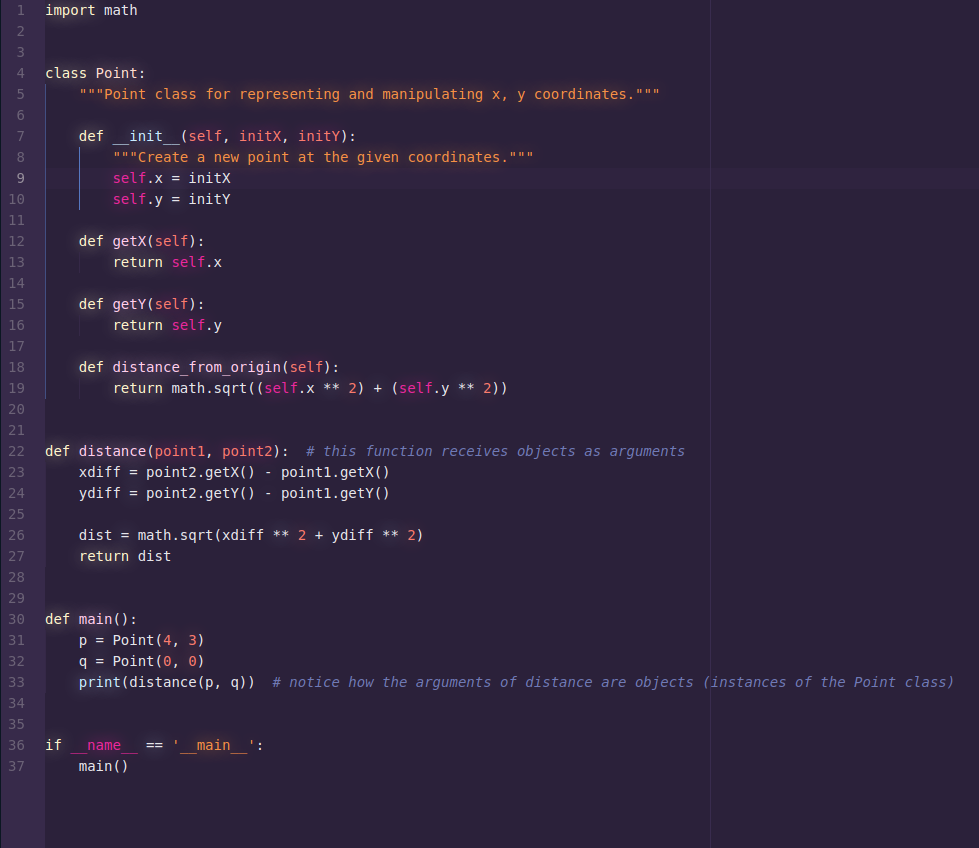 1 import math
2
3
4 class Point:
5     """Point class for representing and manipulating x, y coordinates."""
6
7     def __init__(self, initX, initY):
8         """Create a new point at the given coordinates."""
9         self.x = initX
10         self.y = initY
11
12     def getX(self):
13         return self.x
14
15     def getY(self):
16         return self.y
17
18     def distance_from_origin(self):
19         return math.sqrt((self.x ** 2) + (self.y ** 2))
20
21
22 def distance(point1, point2):  # this function receives objects as arguments
23     xdiff = point2.getX() - point1.getX()
24     ydiff = point2.getY() - point1.getY()
25
26     dist = math.sqrt(xdiff ** 2 + ydiff ** 2)
27     return dist
28
29
30 def main():
31     p = Point(4, 3)
32     q = Point(0, 0)
33     print(distance(p, q))  # notice how the arguments of distance are objects (instances of the Point class)
34
35
36 if __name__ == '__main__':
37     main()